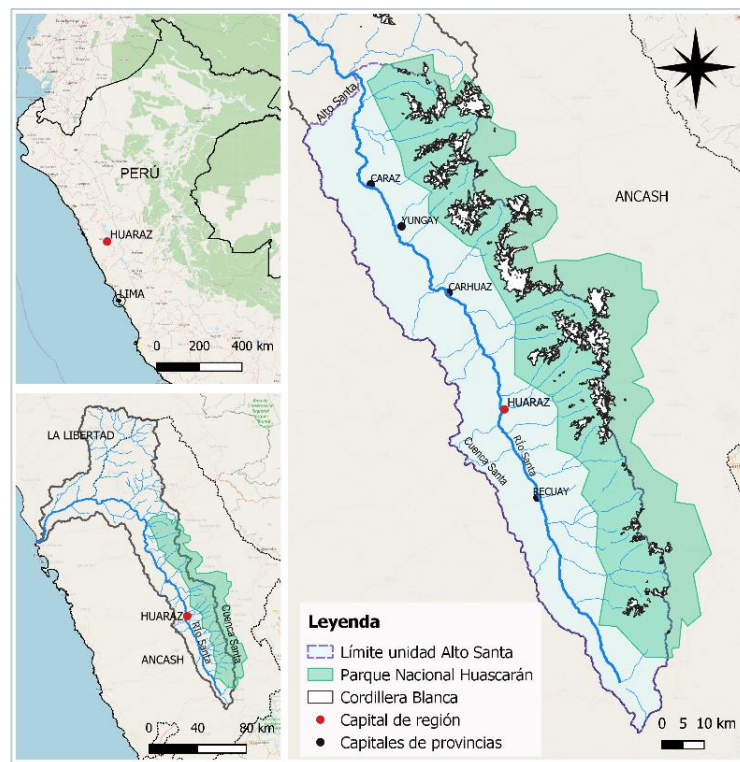 PERÚ
HUARAZ
LIMA
0 200 400 km
LA LIBERTAD
HUARAZ
Río Santa
Cuenca Santa
ANCASH
0 40 80 km
Alto Santa
CARAZ
YUNGAY
ANCASH
CARHUAZ
HUARAZ
Río Santa
Cuenca Santa
RECUAY
Leyenda
Límite unidad Alto Santa
Parque Nacional Huascarán
Cordillera Blanca
Capital de región
Capitales de provincias
0 5 10 km